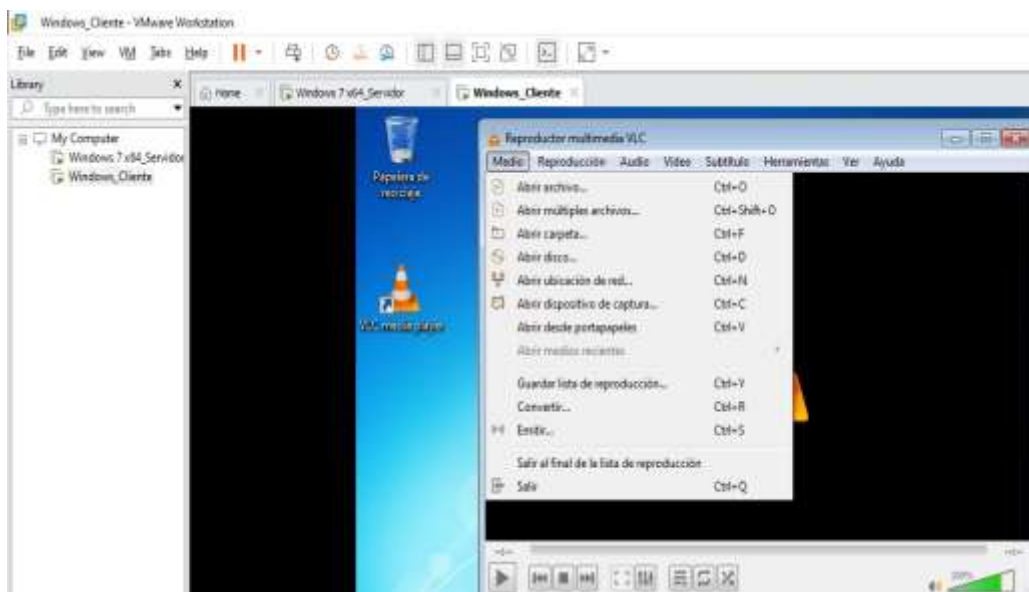 Windows_Cliente - VMware Workstation
File Edit View VM Tabs Help
Library X
Type here to search
Home
Windows 7 x64_Servidor
Windows_Cliente
My Computer
Windows 7 x64_Servidor
Windows_Cliente
Papelera de reciclaje
VLC media player
Reproductor multimedia VLC
Medio Reproducción Audio Video Subtítulo Herramientas Ver Ayuda
Abrir archivo... Ctrl+O
Abrir múltiples archivos... Ctrl+Shift+O
Abrir carpeta... Ctrl+F
Abrir disco... Ctrl+D
Abrir ubicación de red... Ctrl+N
Abrir dispositivo de captura... Ctrl+C
Abrir desde portapapeles Ctrl+V
Abrir medios recientes
Guardar lista de reproducción... Ctrl+Y
Convertir... Ctrl+R
Emitir... Ctrl+S
Salir al final de la lista de reproducción
Salir Ctrl+Q
--:--
--:--
100%